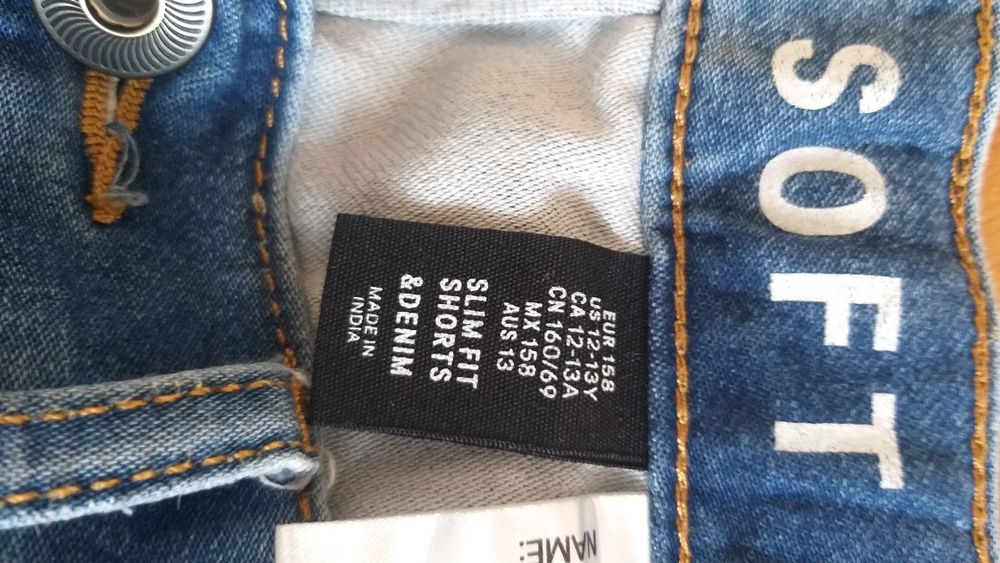 SOFT
EUR 158
US 12-13Y
CA 12-13A
CN 160/69
MX 158
AUS 13
SLIM FIT
SHORTS
& DENIM
MADE IN
INDIA
NAME: